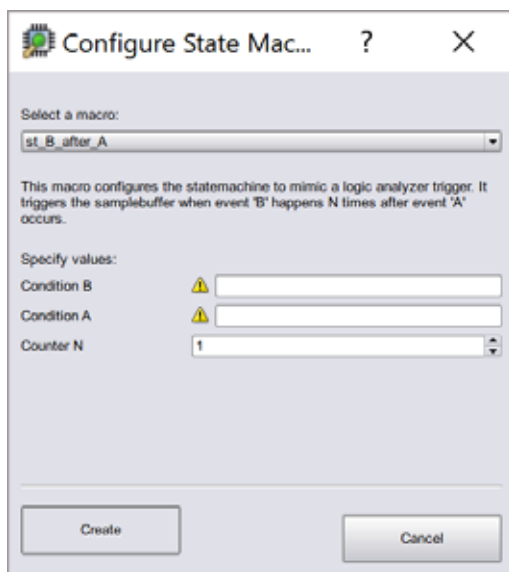 Configure State Mac... ?
Select a macro:
st_B_after_A
This macro configures the statemachine to mimic a logic analyzer trigger. It
triggers the samplebuffer when event 'B' happens N times after event 'A'
occurs.
Specify values:
Condition B
Condition A
Counter N 1
Create
Cancel